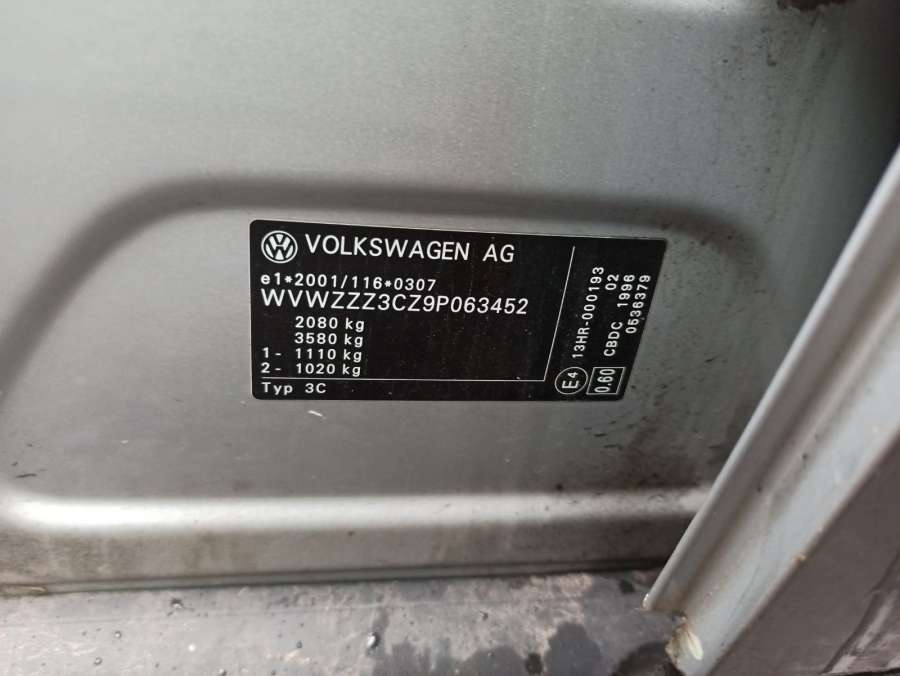 VOLKSWAGEN AG
e1*2001/116*0307
WVWZZZ3CZ9P063452
2080 kg
3580 kg
1- 1110 kg
2- 1020 kg
Typ 3C
E4 13HR-000193
02
0.60 CBDC 1996
0536379